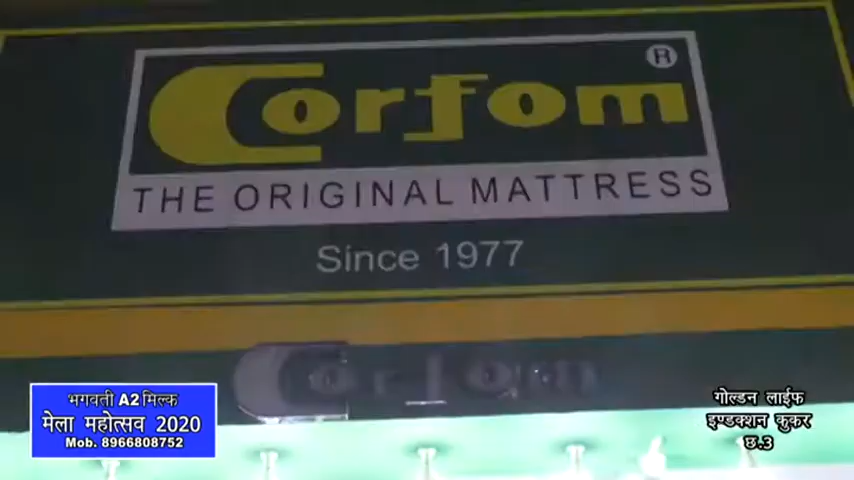 Corfom ®
THE ORIGINAL MATTRESS
Since 1977
Corfom
भगवती A2 मिल्क
मेला महोत्सव 2020
Mob. 8966808752
गोल्डन लाईफ
इण्डक्शन कुकर
छ.3